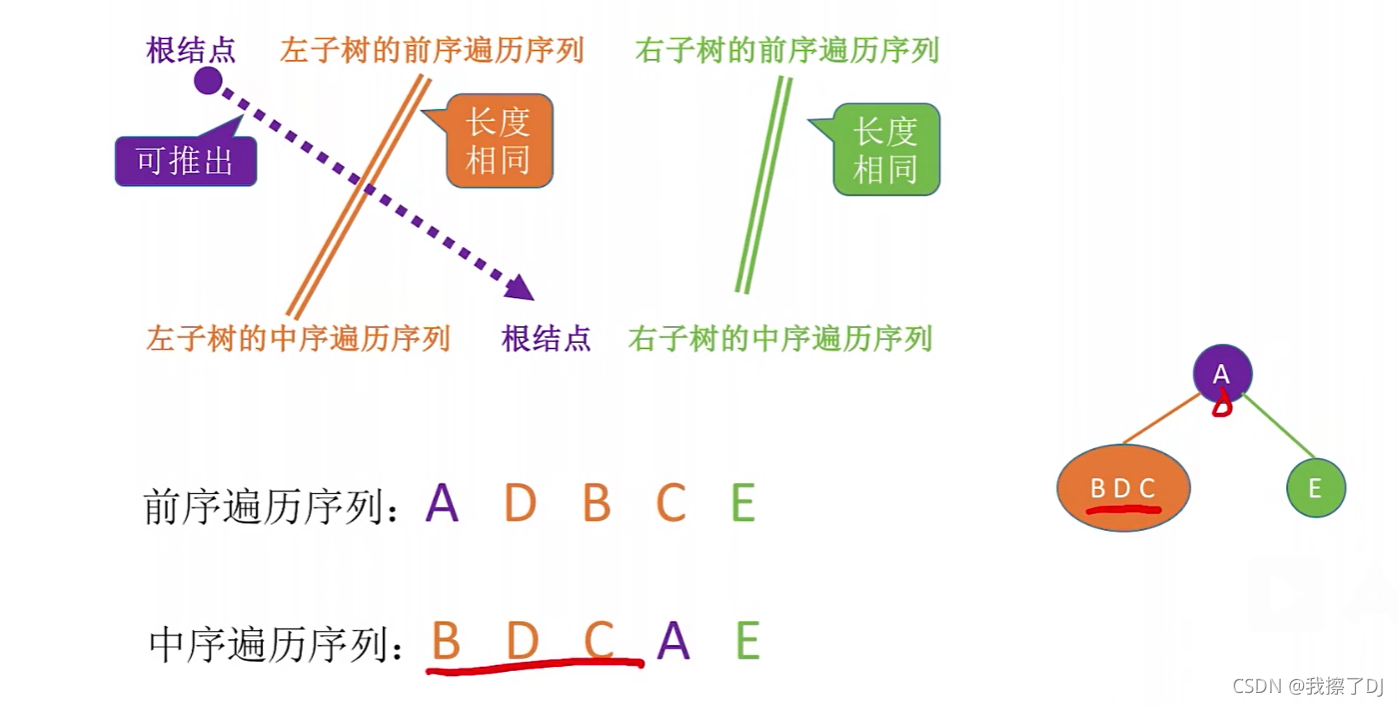 根结点 左子树的前序遍历序列 右子树的前序遍历序列
可推出
长度
相同
长度
相同
左子树的中序遍历序列 根结点 右子树的中序遍历序列
A
B D C
E
前序遍历序列: A D B C E
中序遍历序列: B D C A E
CSDN @我擦了DJ